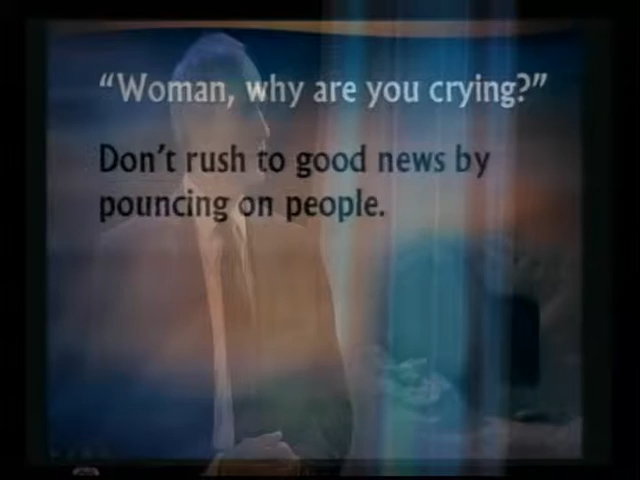 “Woman, why are you crying?”
Don’t rush to good news by
pouncing on people.